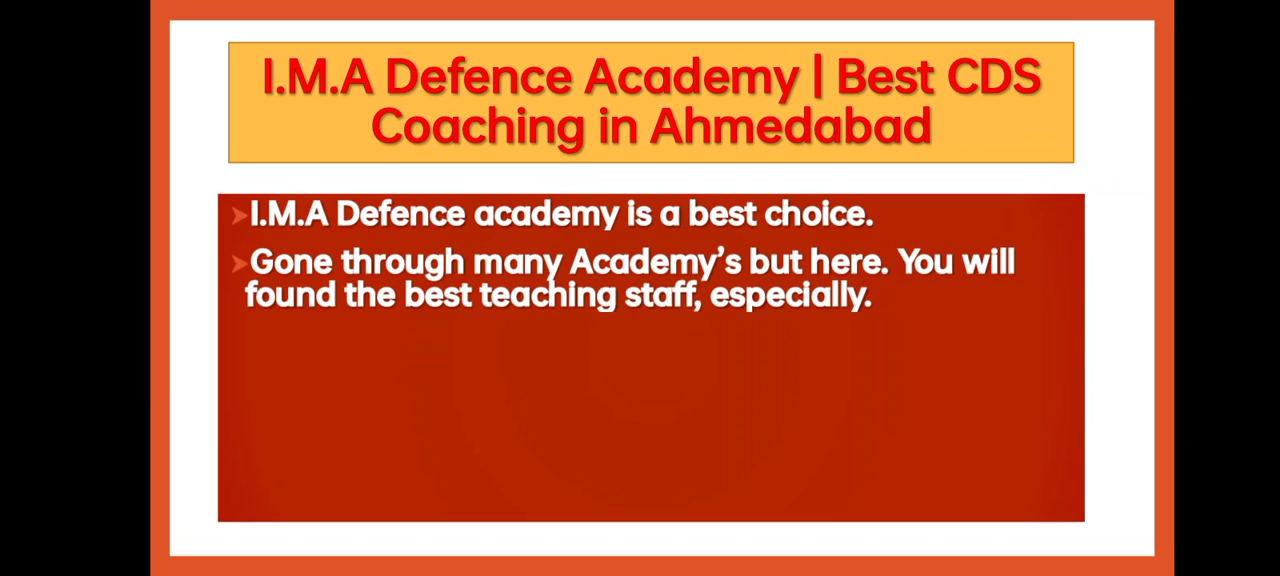 I.M.A Defence Academy | Best CDS
Coaching in Ahmedabad
➤I.M.A Defence academy is a best choice.
➤Gone through many Academy’s but here. You will
found the best teaching staff, especially.